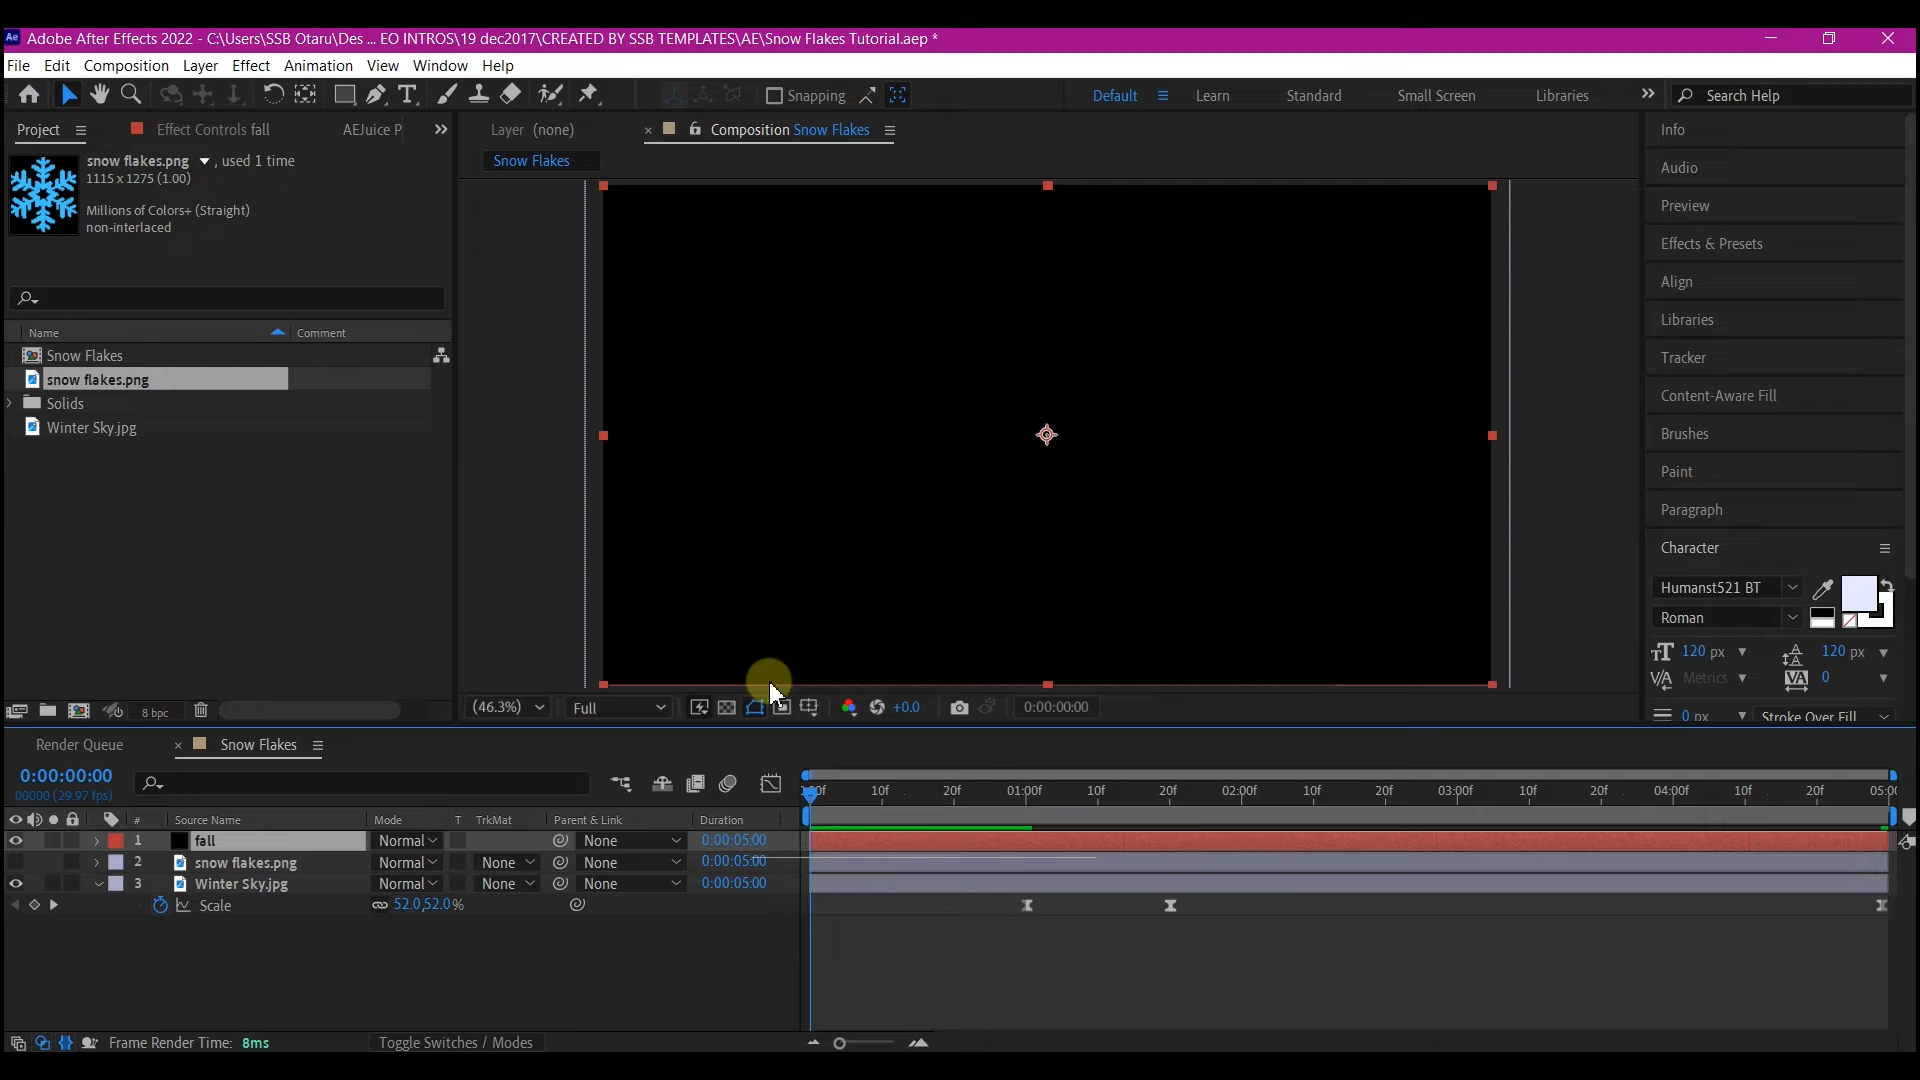 Adobe After Effects 2022 - C:\Users\SSB Otaru\Des ... EO INTROS\19 dec2017\CREATED BY SSB TEMPLATES\AE\Snow Flakes Tutorial.aep *
File Edit Composition Layer Effect Animation View Window Help
Snapping Default Learn Standard Small Screen Libraries Search Help
Project Effect Controls fall AEJuice P Layer (none) Composition Snow Flakes Info
snow flakes.png , used 1 time Snow Flakes
1115 x 1275 (1.00) Audio
Millions of Colors+ (Straight) Preview
non-interlaced
Effects & Presets
Align
Libraries
Name Comment
Snow Flakes Tracker
snow flakes.png Content-Aware Fill
Solids
Winter Sky.jpg Brushes
Paint
Paragraph
Character
Humanst521 BT
Roman
120 px 120 px
Metrics 0
8 bpc (46.3%) Full +0.0 0:00:00:00 0 px Stroke Over Fill
Render Queue Snow Flakes
0:00:00:00
00000 (29.97 fps) 10f 20f 01:00f 10f 20f 02:00f 10f 20f 03:00f 10f 20f 04:00f 10f 20f
# Source Name Mode T TrkMat Parent & Link Duration
1 fall Normal None 0:00:05:00
2 snow flakes.png Normal None None 0:00:05:00
3 Winter Sky.jpg Normal None None 0:00:05:00
Scale 52.0,52.0%
Frame Render Time: 8ms Toggle Switches / Modes